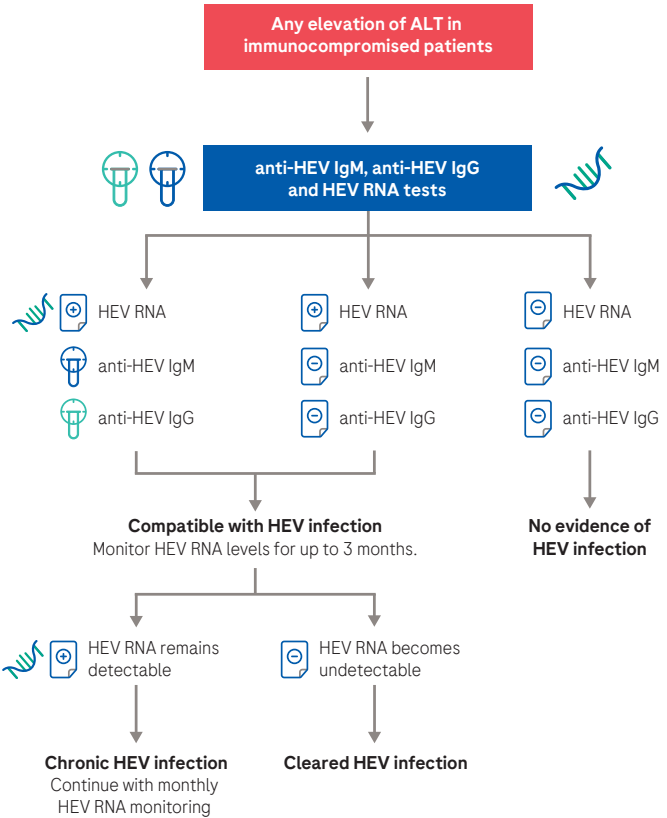 Any elevation of ALT in
immunocompromised patients
anti-HEV IgM, anti-HEV IgG
and HEV RNA tests
HEV RNA
anti-HEV IgM
anti-HEV IgG
HEV RNA
anti-HEV IgM
anti-HEV IgG
HEV RNA
anti-HEV IgM
anti-HEV IgG
Compatible with HEV infection
Monitor HEV RNA levels for up to 3 months.
No evidence of
HEV infection
HEV RNA remains
detectable
HEV RNA becomes
undetectable
Chronic HEV infection
Continue with monthly
HEV RNA monitoring
Cleared HEV infection